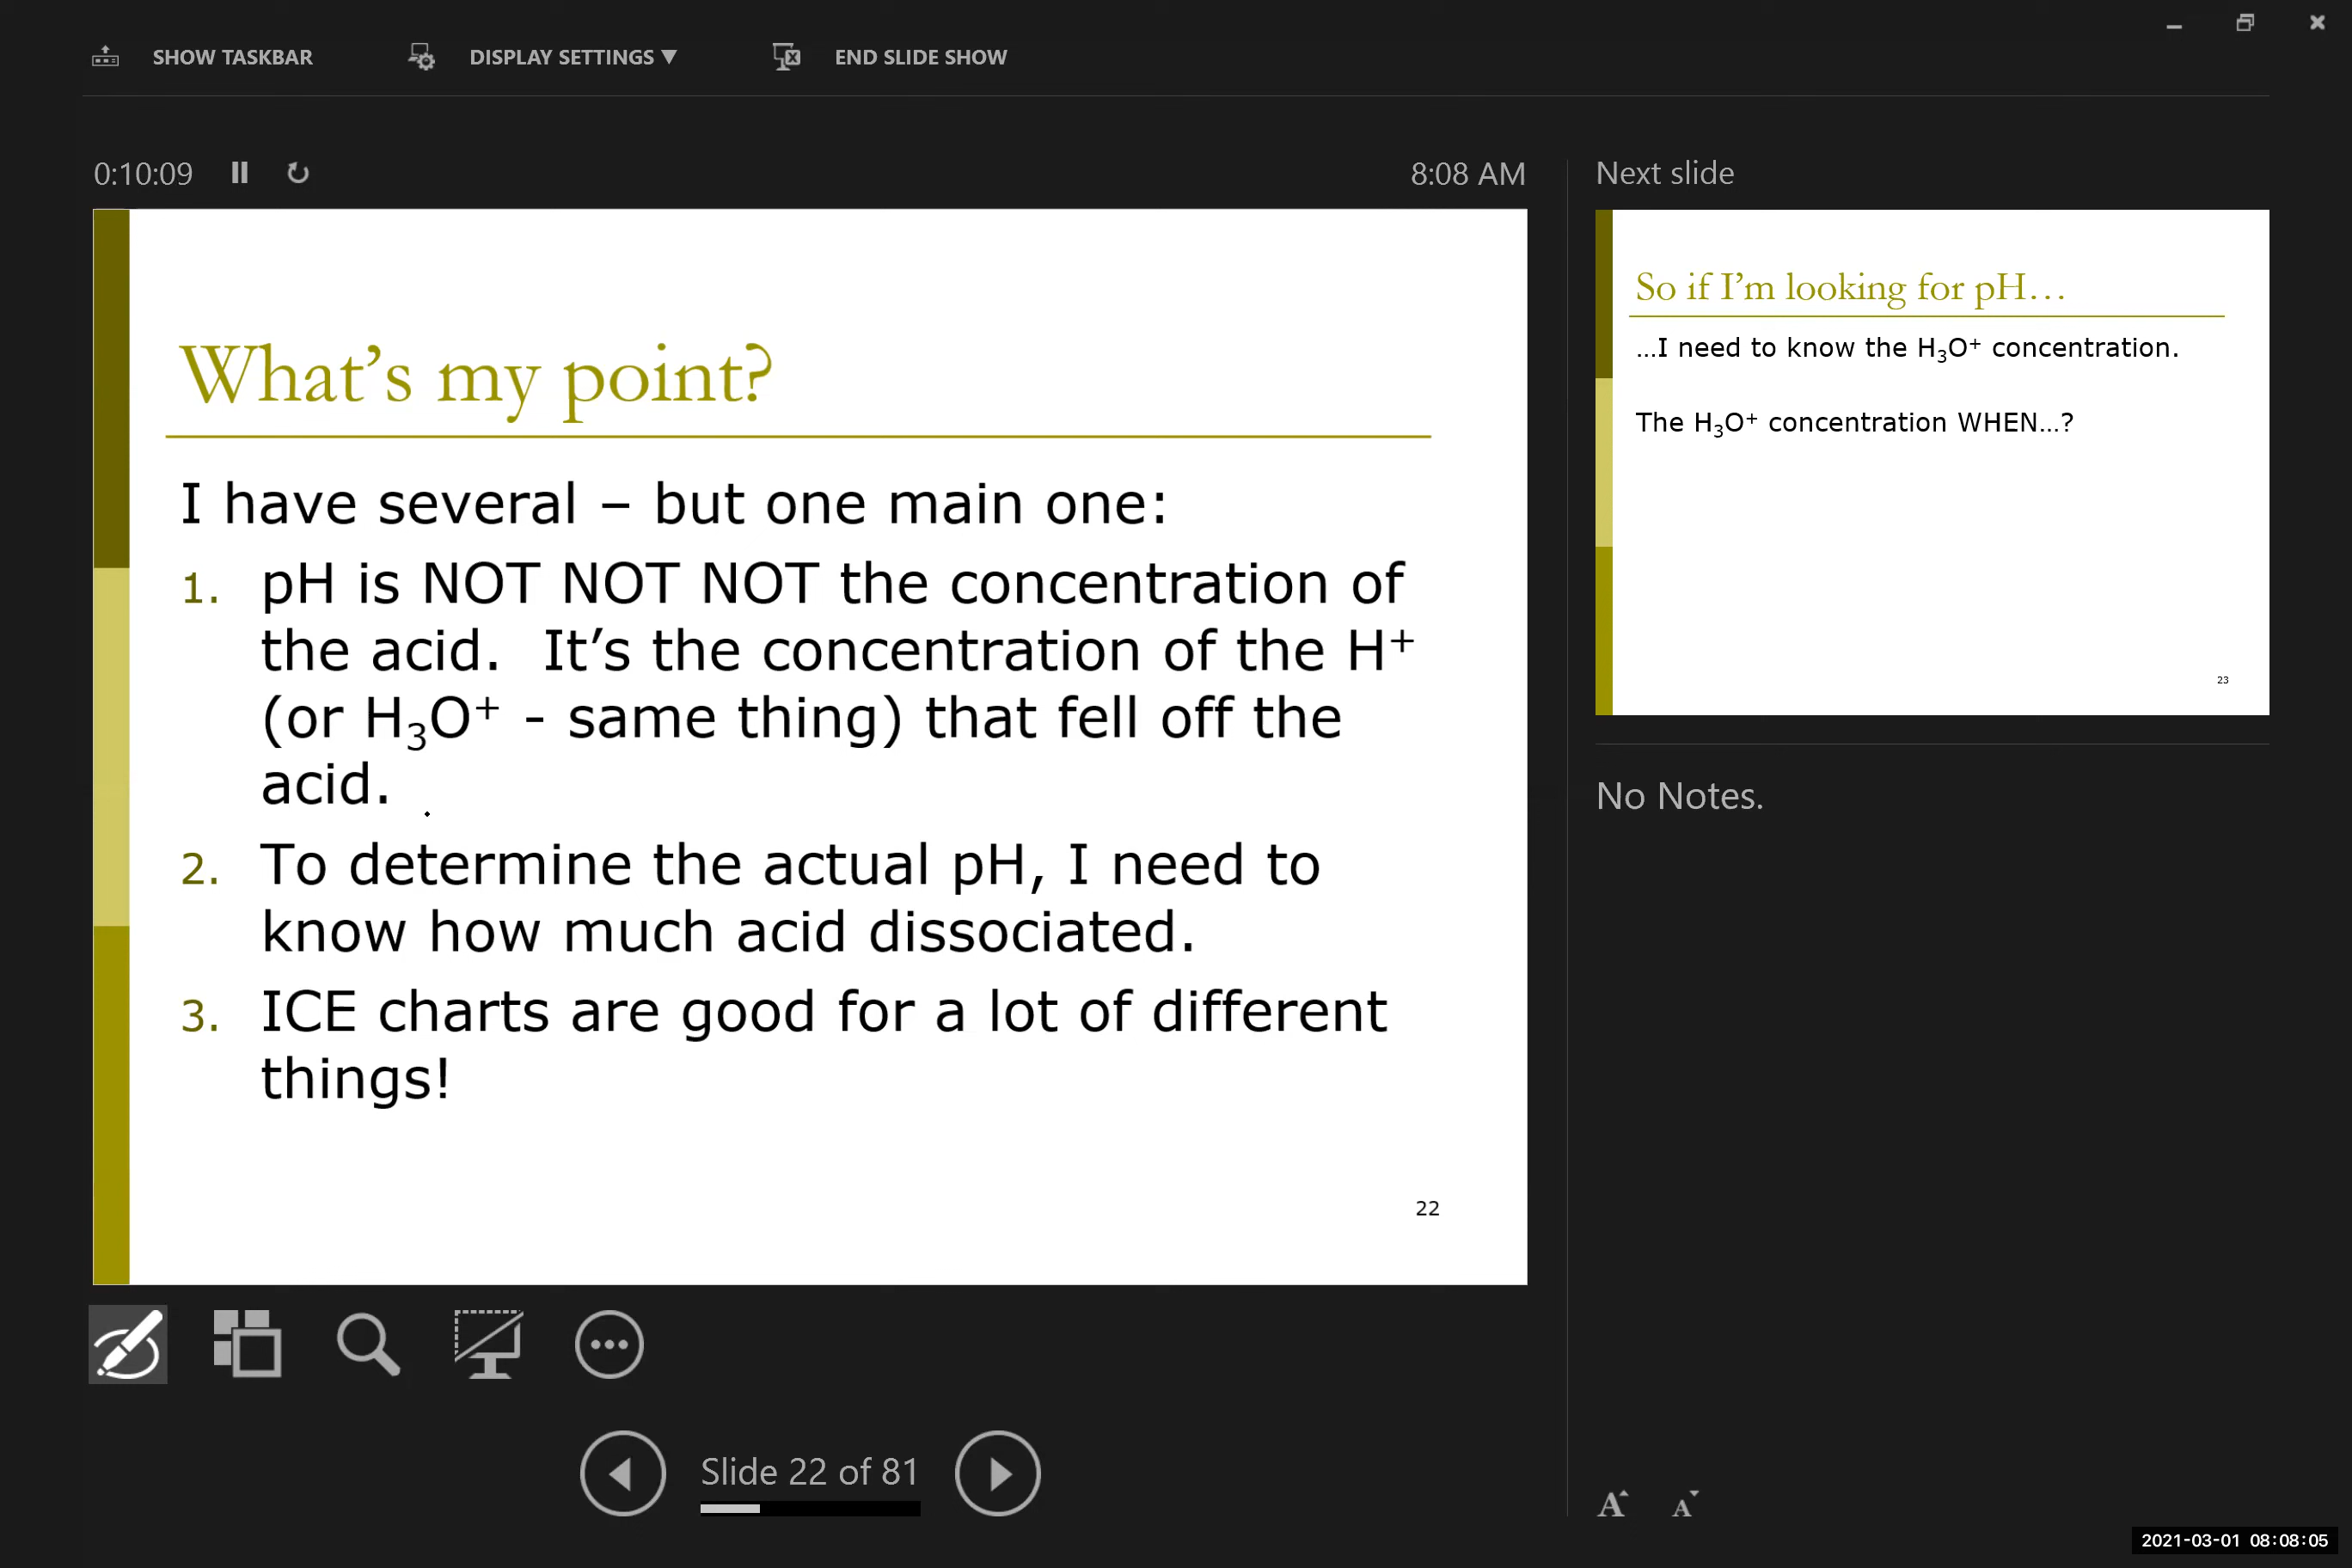 SHOW TASKBAR
DISPLAY SETTINGS ▼
END SLIDE SHOW
0:10:09
8:08 AM
What's my point?
I have several – but one main one:
1. pH is NOT NOT NOT the concentration of
the acid.  It's the concentration of the H⁺
(or H₃O⁺ - same thing) that fell off the
acid.
2. To determine the actual pH, I need to
know how much acid dissociated.
3. ICE charts are good for a lot of different
things!
22
Slide 22 of 81
Next slide
So if I'm looking for pH...
...I need to know the H₃O⁺ concentration.
The H₃O⁺ concentration WHEN...?
23
No Notes.
A A
2021-03-01 08:08:05